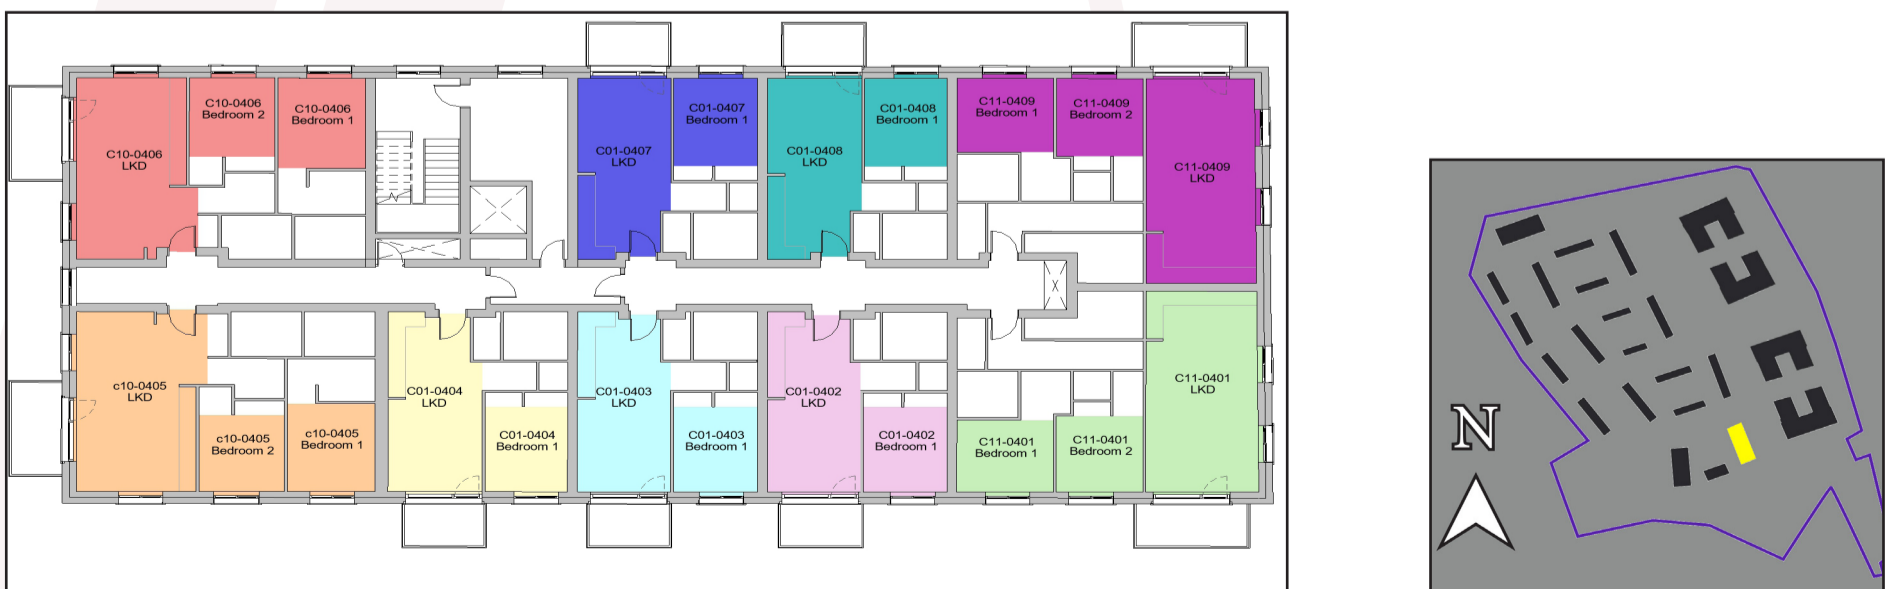 C10-0406
LKD
C10-0406
Bedroom 2
C10-0406
Bedroom 1
C01-0407
LKD
C01-0407
Bedroom 1
C01-0408
LKD
C01-0408
Bedroom 1
C11-0409
Bedroom 1
C11-0409
Bedroom 2
C11-0409
LKD
c10-0405
LKD
c10-0405
Bedroom 2
c10-0405
Bedroom 1
C01-0404
LKD
C01-0404
Bedroom 1
C01-0403
LKD
C01-0403
Bedroom 1
C01-0402
LKD
C01-0402
Bedroom 1
C11-0401
Bedroom 1
C11-0401
Bedroom 2
C11-0401
LKD
N